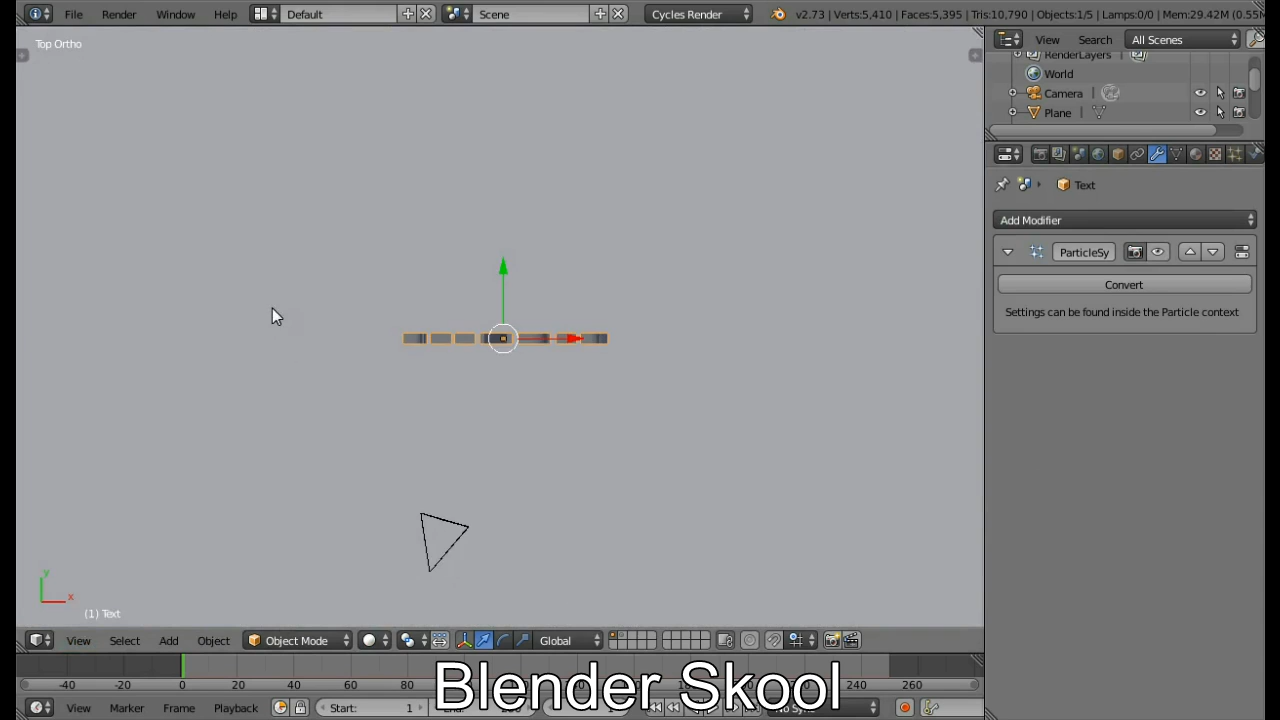 File Render Window Help Default Scene Cycles Render v2.73 | Verts:5,410 | Faces:5,395 | Tris:10,790 | Objects:1/5 | Lamps:0/0 | Mem:29.42M (0.55M
Top Ortho
View Search All Scenes
RenderLayers
World
Camera
Plane
Text
Add Modifier
ParticleSy
Convert
Settings can be found inside the Particle context
y
x
(1) Text
View Select Add Object Object Mode Global
-40 -20 0 20 40 60 80 240 260
View Marker Frame Playback Start: 1
Blender Skool